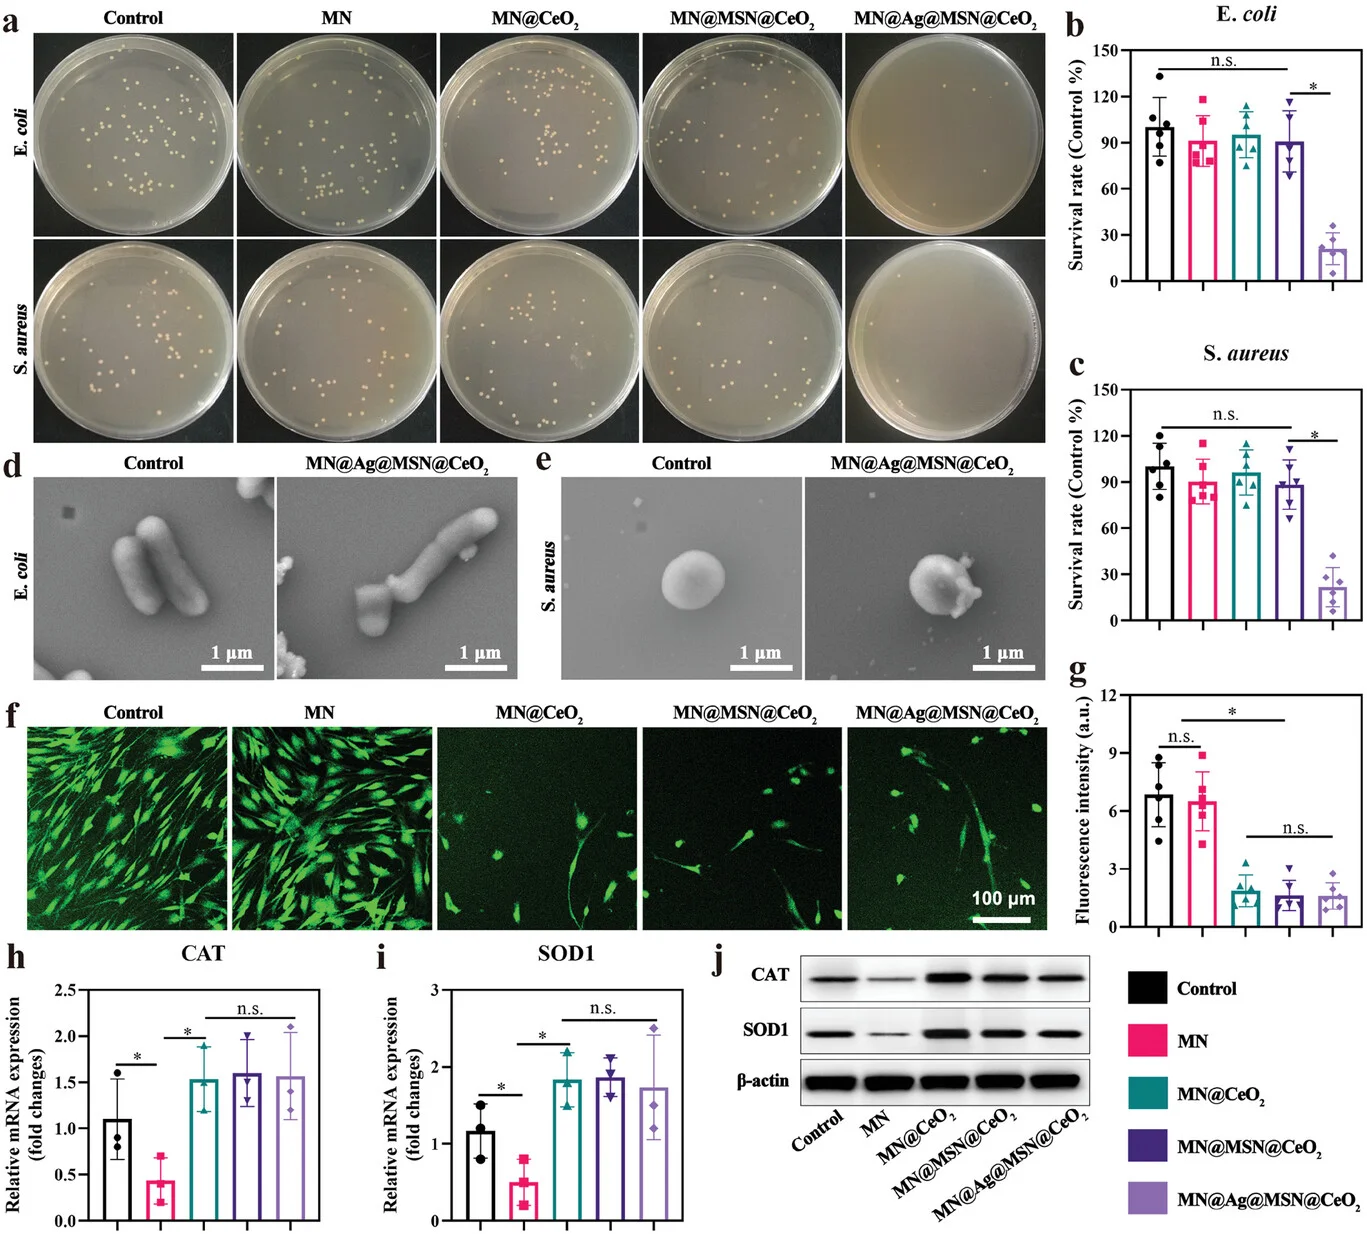 a
Control MN MN@CeO2 MN@MSN@CeO2 MN@Ag@MSN@CeO2
E. coli
S. aureus
b
E. coli
Survival rate (Control %)
150
120
90
60
30
0
n.s.
*
c
S. aureus
Survival rate (Control %)
150
120
90
60
30
0
n.s.
*
d
Control MN@Ag@MSN@CeO2
E. coli
1 μm 1 μm
e
Control MN@Ag@MSN@CeO2
S. aureus
1 μm 1 μm
f
Control MN MN@CeO2 MN@MSN@CeO2 MN@Ag@MSN@CeO2
100 μm
g
Fluorescence intensity (a.u.)
12
9
6
3
0
n.s.
*
n.s.
h
CAT
Relative mRNA expression
(fold changes)
2.5
2.0
1.5
1.0
0.5
0.0
*
*
n.s.
i
SOD1
Relative mRNA expression
(fold changes)
3
2
1
0
*
*
n.s.
j
CAT
SOD1
β-actin
Control
MN
MN@CeO2
MN@MSN@CeO2
MN@Ag@MSN@CeO2
Control
MN
MN@CeO2
MN@MSN@CeO2
MN@Ag@MSN@CeO2